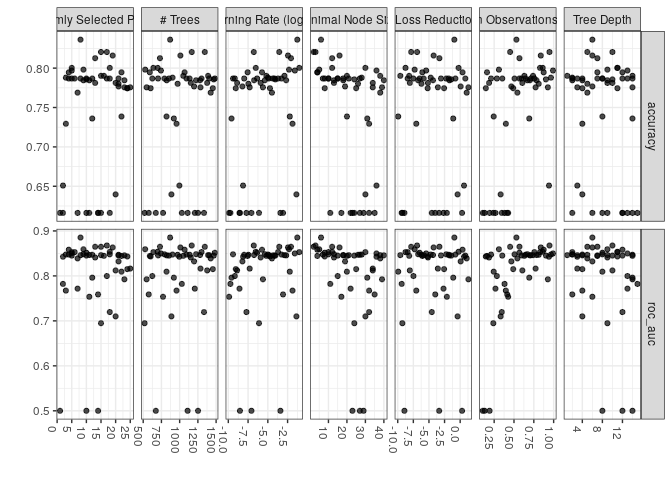 nly Selected P
# Trees
rning Rate (log
nimal Node Si
Loss Reductio
n Observations
Tree Depth
0.80
0.75
0.70
0.65
accuracy
0.9
0.8
0.7
0.6
0.5
roc_auc
0 5 10 15 20 25
500 750 1000 1250 1500
-10.0 -7.5 -5.0 -2.5
10 20 30 40
-10.0 -7.5 -5.0 -2.5 0.0
0.25 0.50 0.75 1.00
4 8 12